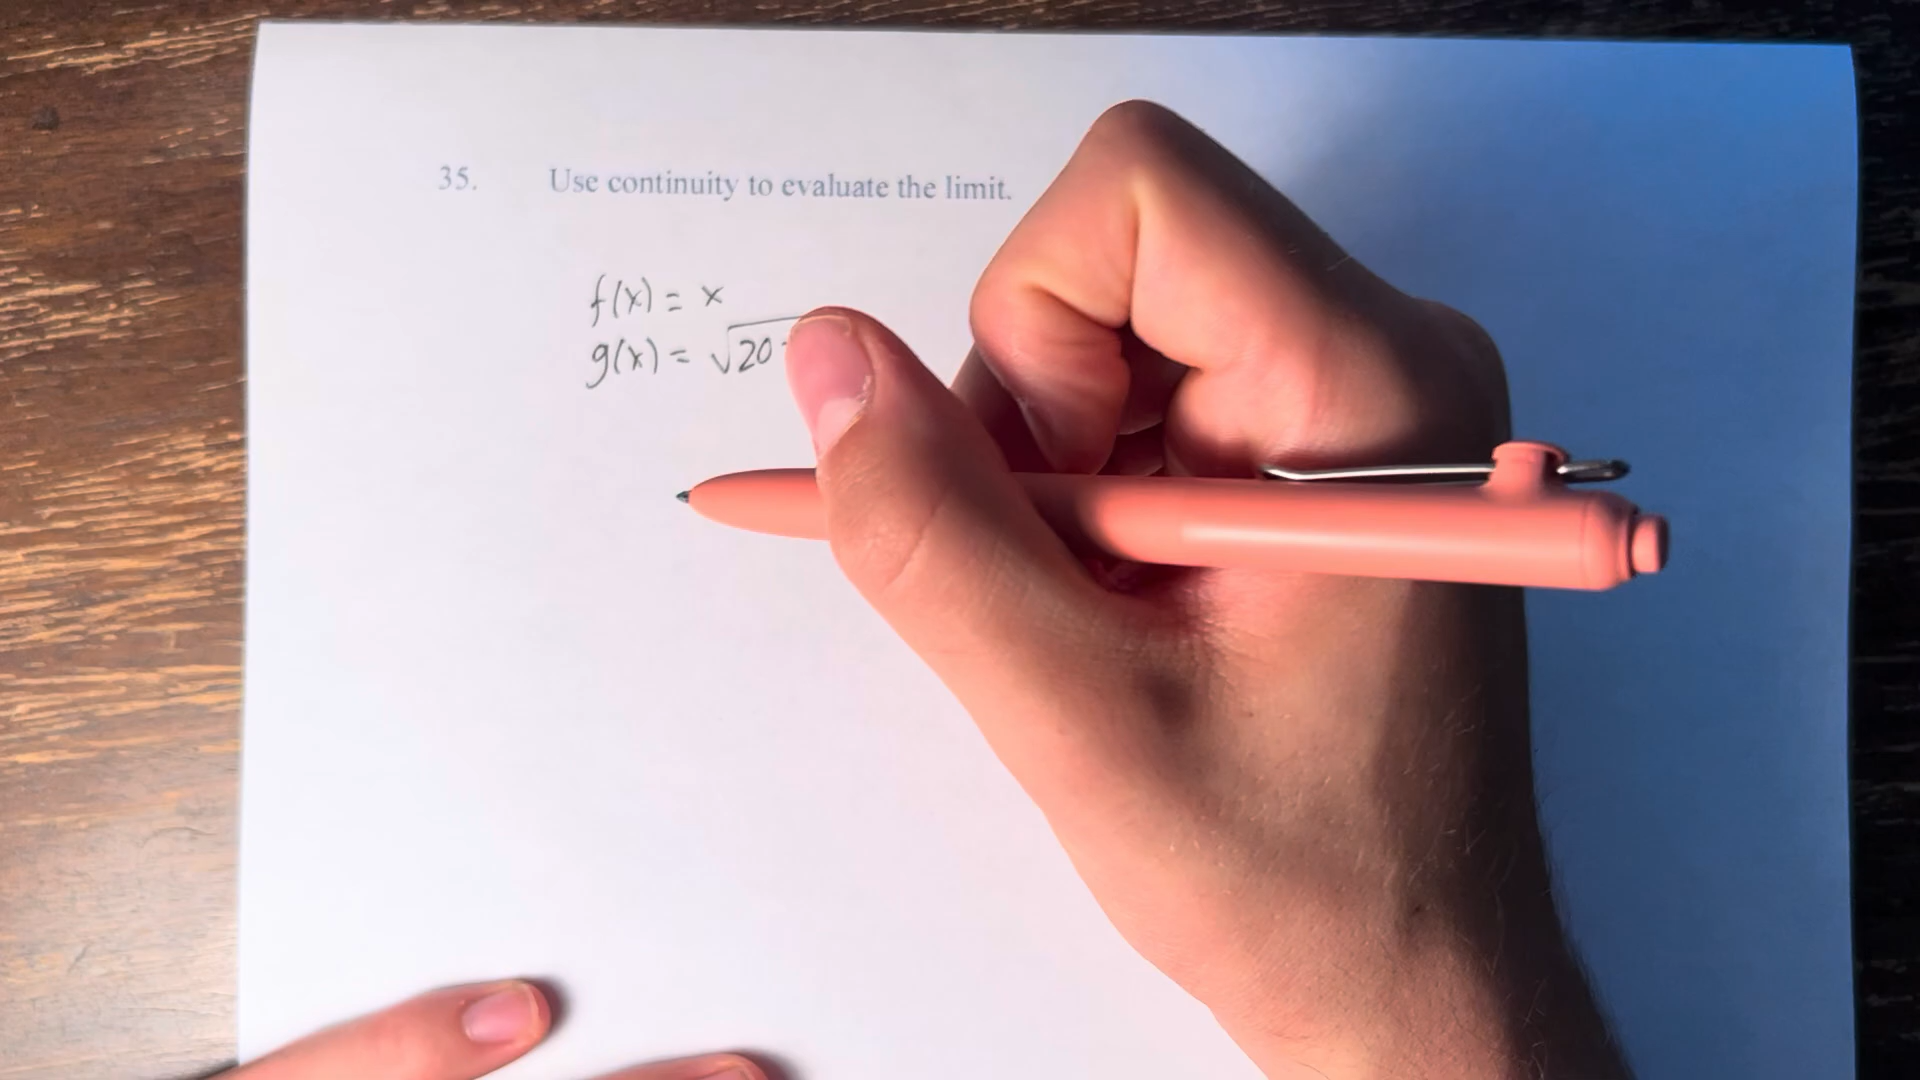 35. Use continuity to evaluate the limit.
f(x) = x
g(x) = √20